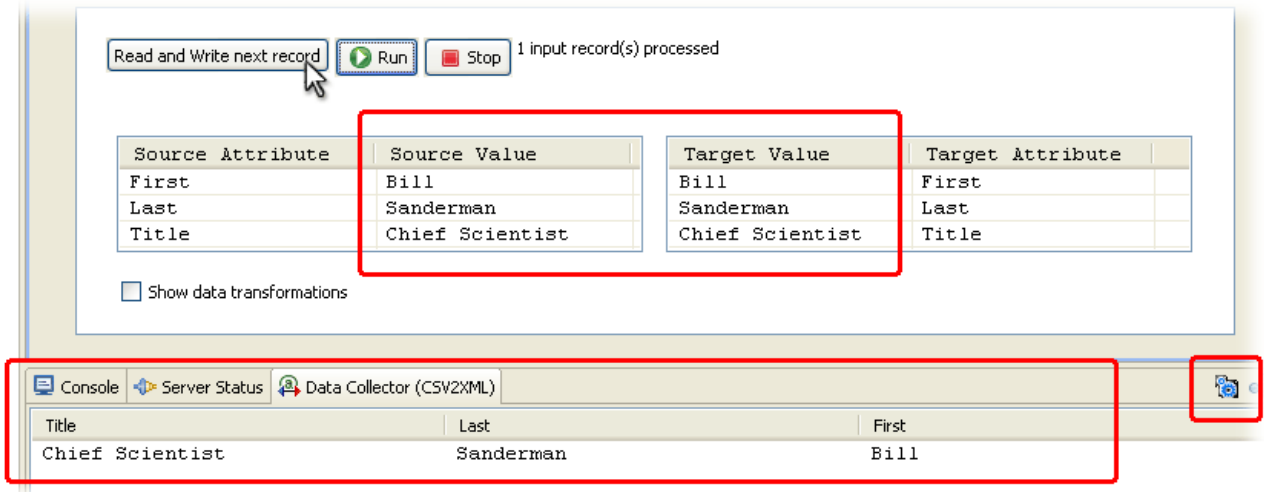 Read and Write next record Run Stop 1 input record(s) processed
Source Attribute Source Value Target Value Target Attribute
First Bill Bill First
Last Sanderman Sanderman Last
Title Chief Scientist Chief Scientist Title
Show data transformations
Console Server Status Data Collector (CSV2XML)
Title Last First
Chief Scientist Sanderman Bill